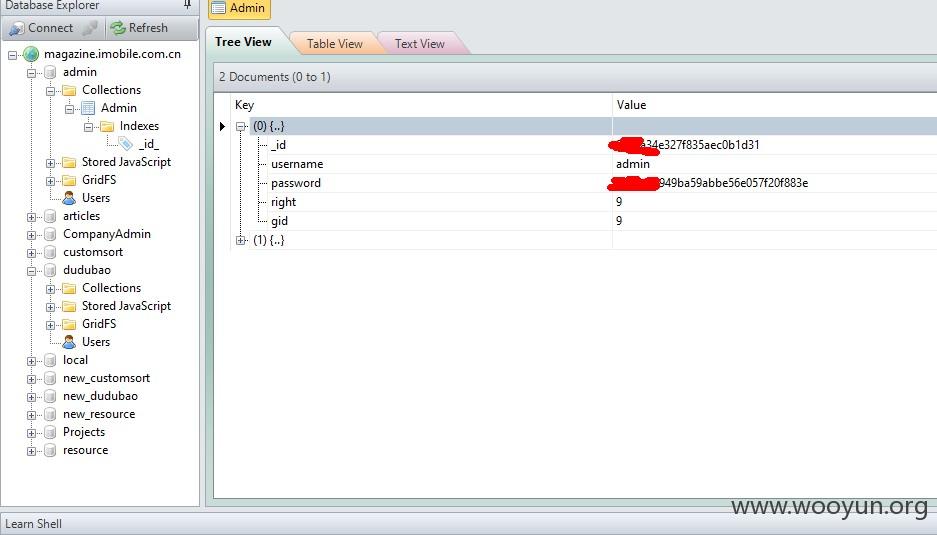 Database Explorer
Connect
Refresh
magazine.imobile.com.cn
admin
Collections
Admin
Indexes
_id_
Stored JavaScript
GridFS
Users
articles
CompanyAdmin
customsort
dudubao
Collections
Stored JavaScript
GridFS
Users
local
new_customsort
new_dudubao
new_resource
Projects
resource
Admin
Tree View
Table View
Text View
2 Documents (0 to 1)
Key Value
(0) {..}
_id a34e327f835aec0b1d31
username admin
password 949ba59abbe56e057f20f883e
right 9
gid 9
(1) {..}
www.wooyun.org
Learn Shell